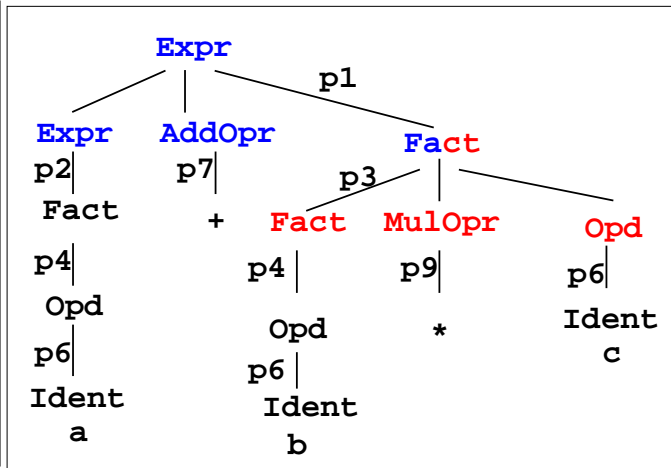 Expr
p1
Expr AddOpr Fact
p2 p7 p3
Fact + Fact MulOpr Opd
p4 p4 p9 p6
Opd Opd * Ident
p6 p6 c
Ident Ident
a b